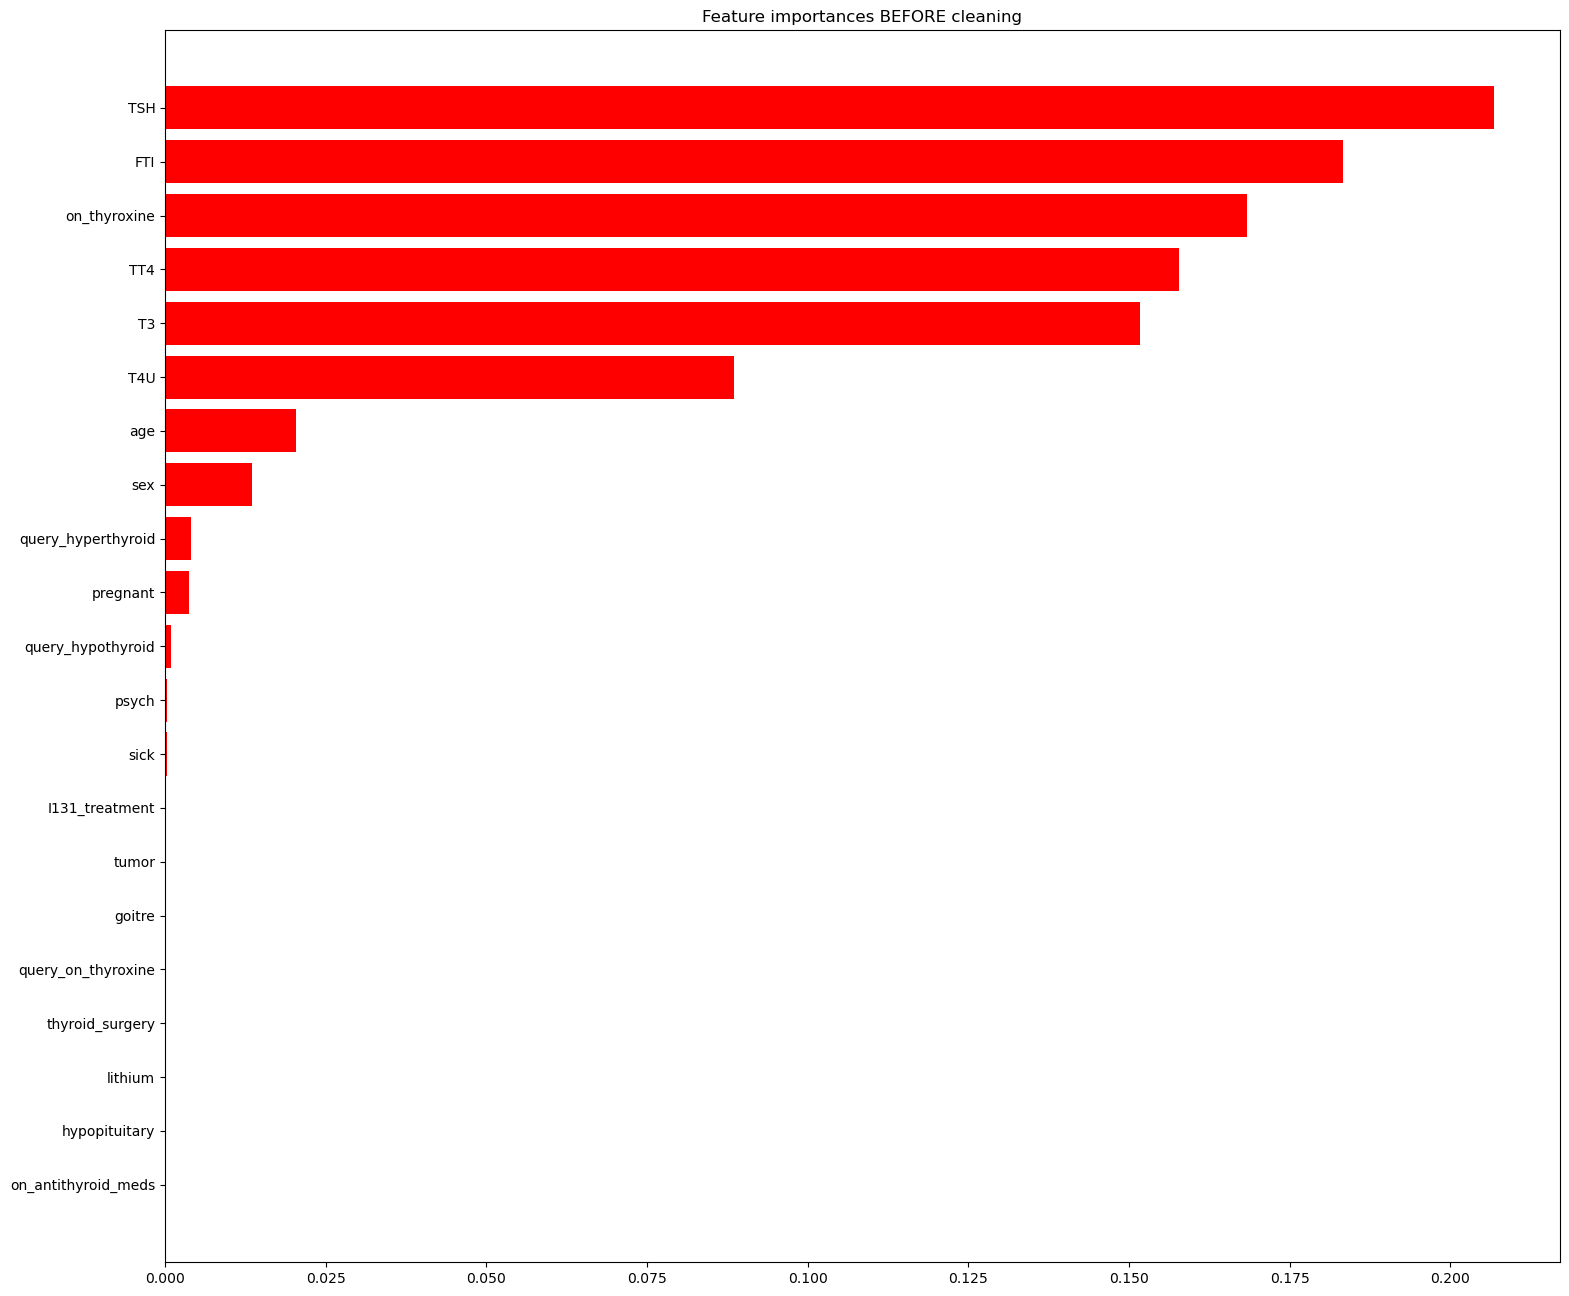 Feature importances BEFORE cleaning
TSH
FTI
on_thyroxine
TT4
T3
T4U
age
sex
query_hyperthyroid
pregnant
query_hypothyroid
psych
sick
I131_treatment
tumor
goitre
query_on_thyroxine
thyroid_surgery
lithium
hypopituitary
on_antithyroid_meds
0.000 0.025 0.050 0.075 0.100 0.125 0.150 0.175 0.200